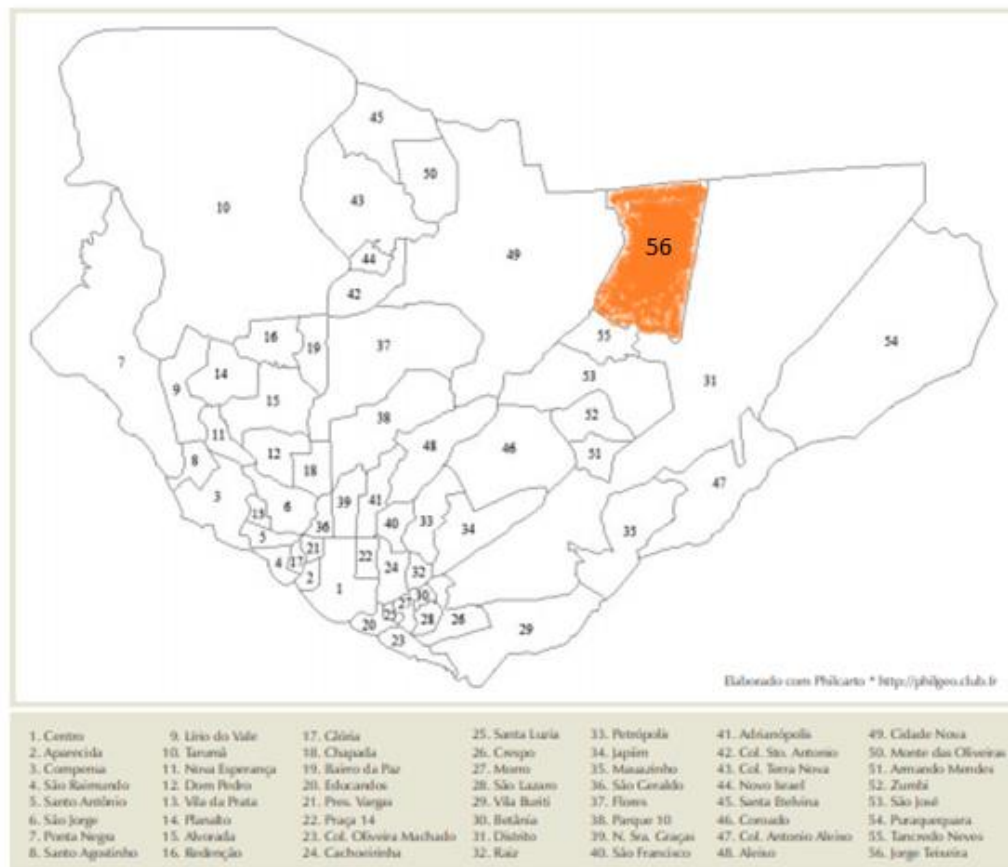 45
50
43
10
44
49
56
42
16
19
37
55
54
7
14
9
53
31
15
38
52
11
48
46
51
12
8
18
47
3
39
41
6
13
40
33
34
35
36
5
21
22
4
17
24
32
2
1
30
27
25
28
26
20
29
23
Elaborado com Philcarto * http://philgeo.club.fr
1. Centro
2. Aparecida
3. Compensa
4. São Raimundo
5. Santo Antônio
6. São Jorge
7. Ponta Negra
8. Santo Agostinho
9. Lírio do Vale
10. Tarumã
11. Nova Esperança
12. Dom Pedro
13. Vila da Prata
14. Planalto
15. Alvorada
16. Redenção
17. Glória
18. Chapada
19. Bairro da Paz
20. Educandos
21. Pres. Vargas
22. Praça 14
23. Col. Oliveira Machado
24. Cachoeirinha
25. Santa Luzia
26. Crespo
27. Morro
28. São Lazaro
29. Vila Buriti
30. Betânia
31. Distrito
32. Raiz
33. Petrópolis
34. Japiim
35. Mauazinho
36. São Geraldo
37. Flores
38. Parque 10
39. N. Sra. Graças
40. São Francisco
41. Adrianópolis
42. Col. Sto. Antonio
43. Col. Terra Nova
44. Novo Israel
45. Santa Etelvina
46. Coroado
47. Col. Antonio Aleixo
48. Aleixo
49. Cidade Nova
50. Monte das Oliveiras
51. Armando Mendes
52. Zumbi
53. São José
54. Puraquequara
55. Tancredo Neves
56. Jorge Teixeira